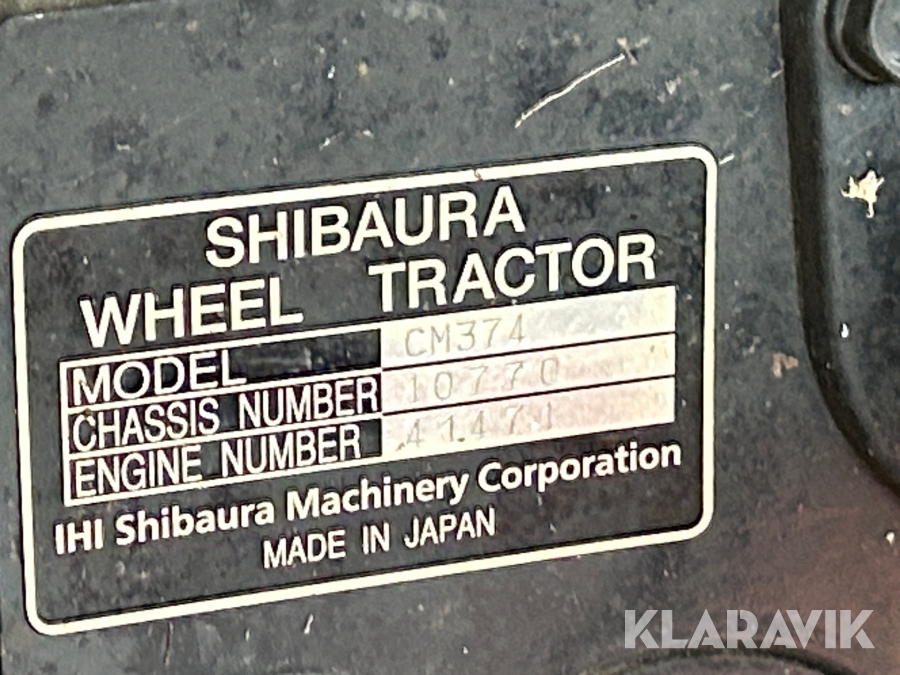 SHIBAURA
WHEEL TRACTOR
MODEL CM374
CHASSIS NUMBER 10770
ENGINE NUMBER 41471
IHI Shibaura Machinery Corporation
MADE IN JAPAN
KLARAVIK